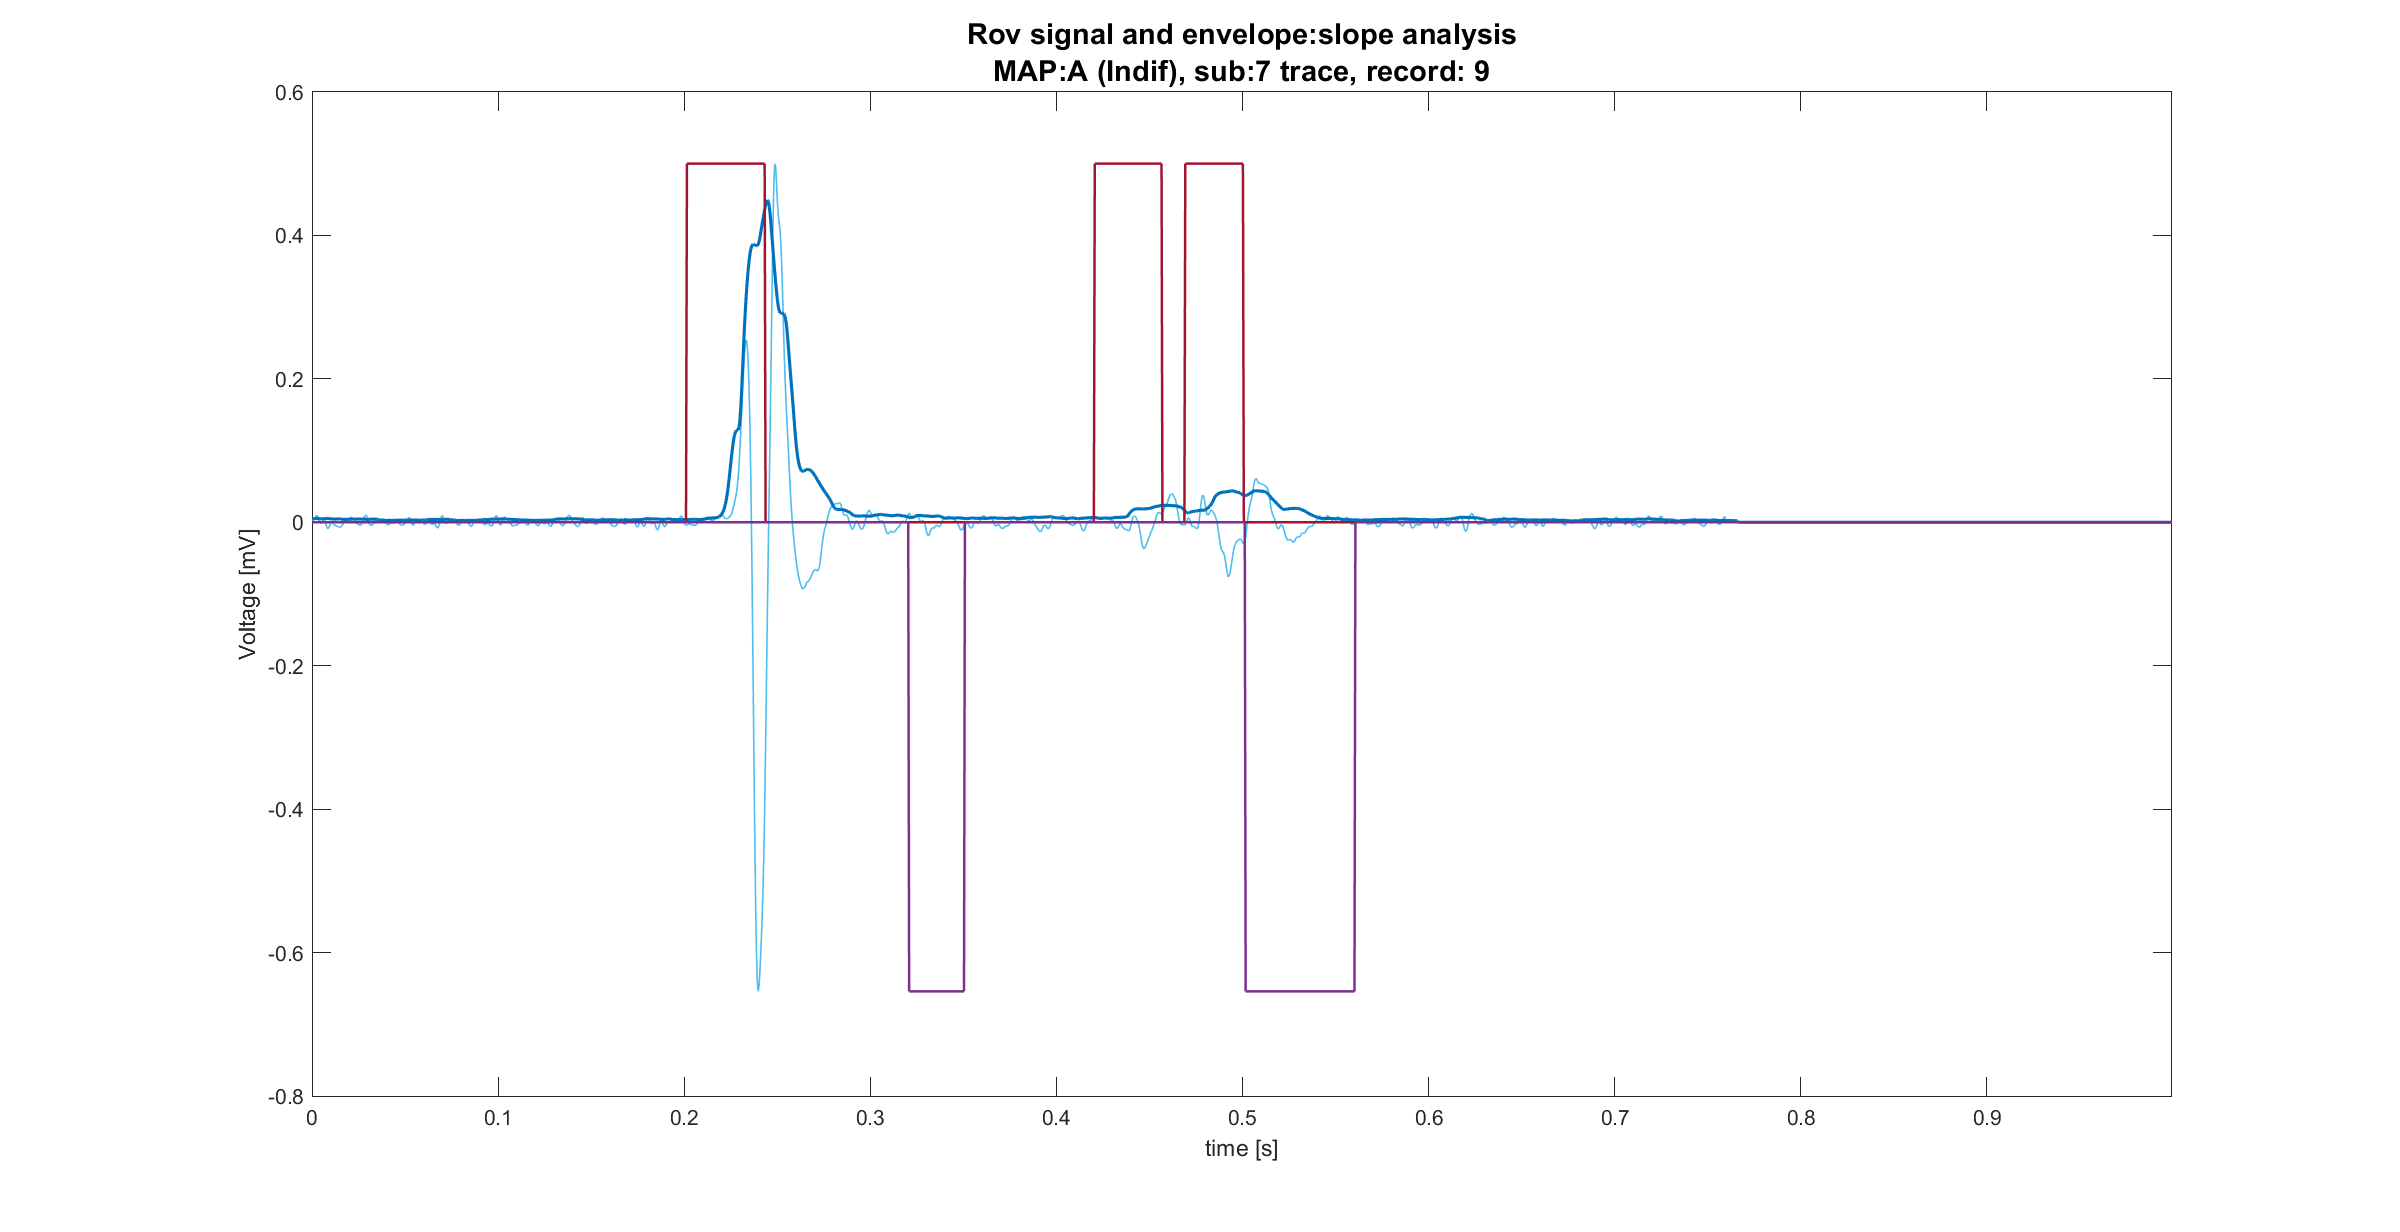 Rov signal and envelope:slope analysis
MAP:A (Indif), sub:7 trace, record: 9
0.6
0.4
0.2
0
-0.2
-0.4
-0.6
-0.8
Voltage [mV]
0 0.1 0.2 0.3 0.4 0.5 0.6 0.7 0.8 0.9
time [s]